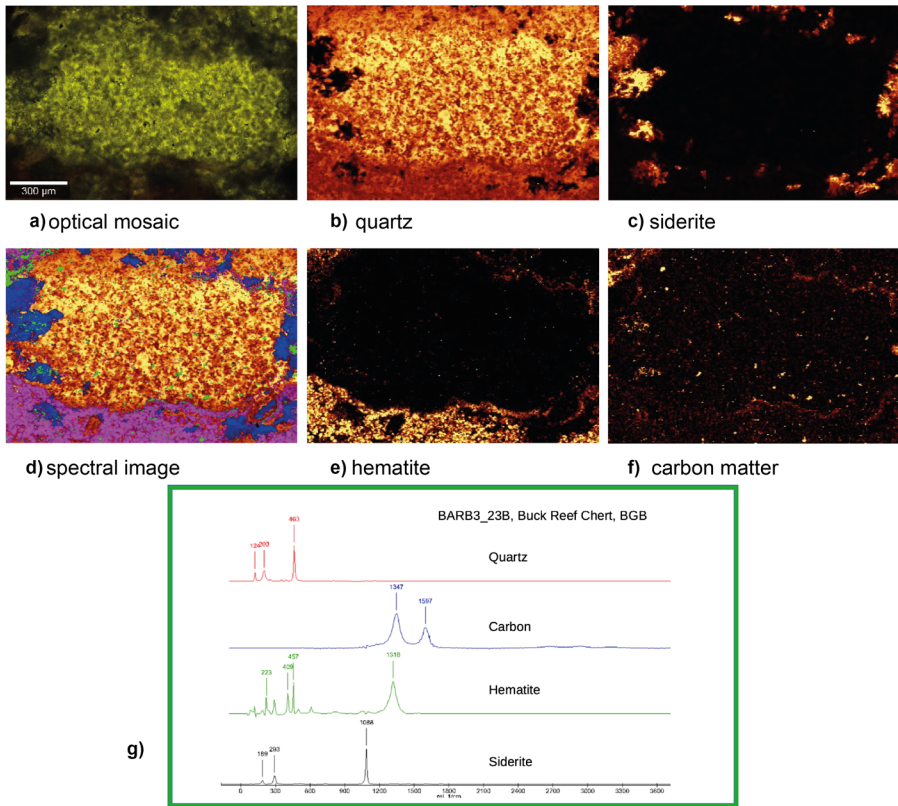 300 µm
a) optical mosaic
b) quartz
c) siderite
d) spectral image
e) hematite
f) carbon matter
g)
BARB3_23B, Buck Reef Chert, BGB
463
124 203
Quartz
1347
1597
Carbon
1316
457
409
223
Hematite
1088
189 293
Siderite
0 300 600 900 1200 1500 1800 2100 2400 2700 3000 3300 3600